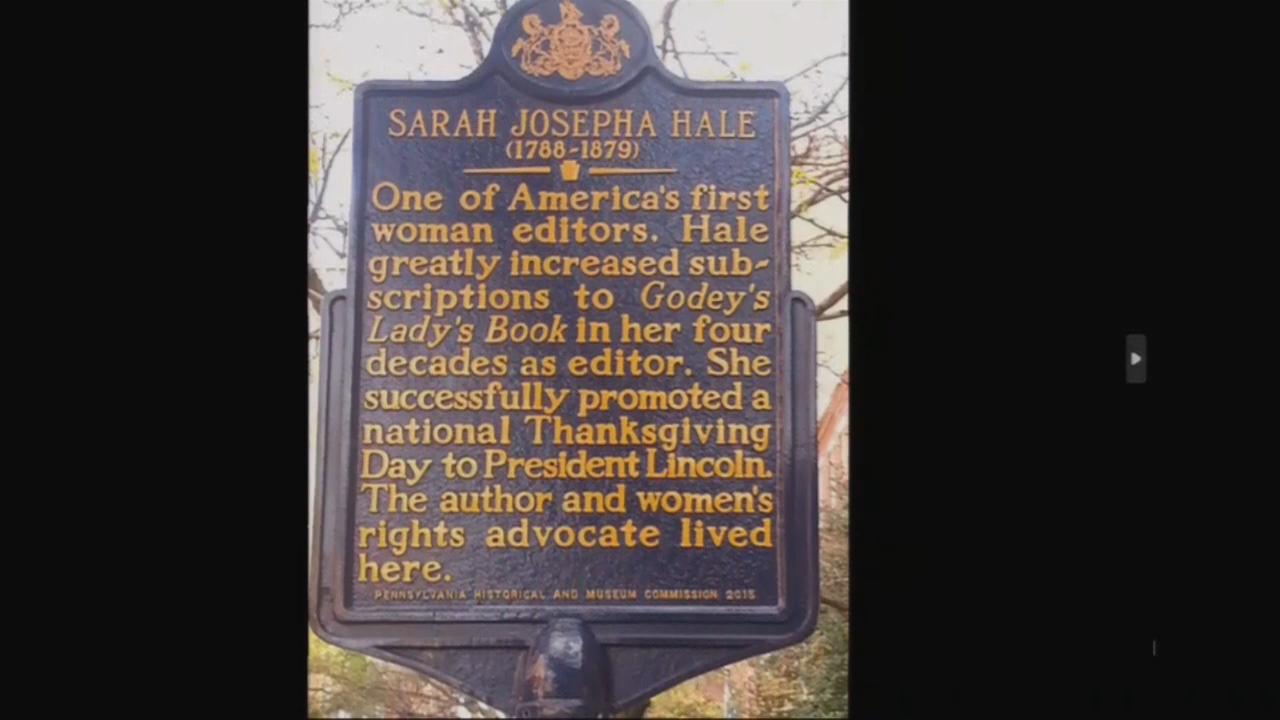 SARAH JOSEPHA HALE
(1788-1879)
One of America's first
woman editors. Hale
greatly increased sub-
scriptions to Godey's
Lady's Book in her four
decades as editor. She
successfully promoted a
national Thanksgiving
Day to President Lincoln.
The author and women's
rights advocate lived
here.
PENNSYLVANIA HISTORICAL AND MUSEUM COMMISSION 2015